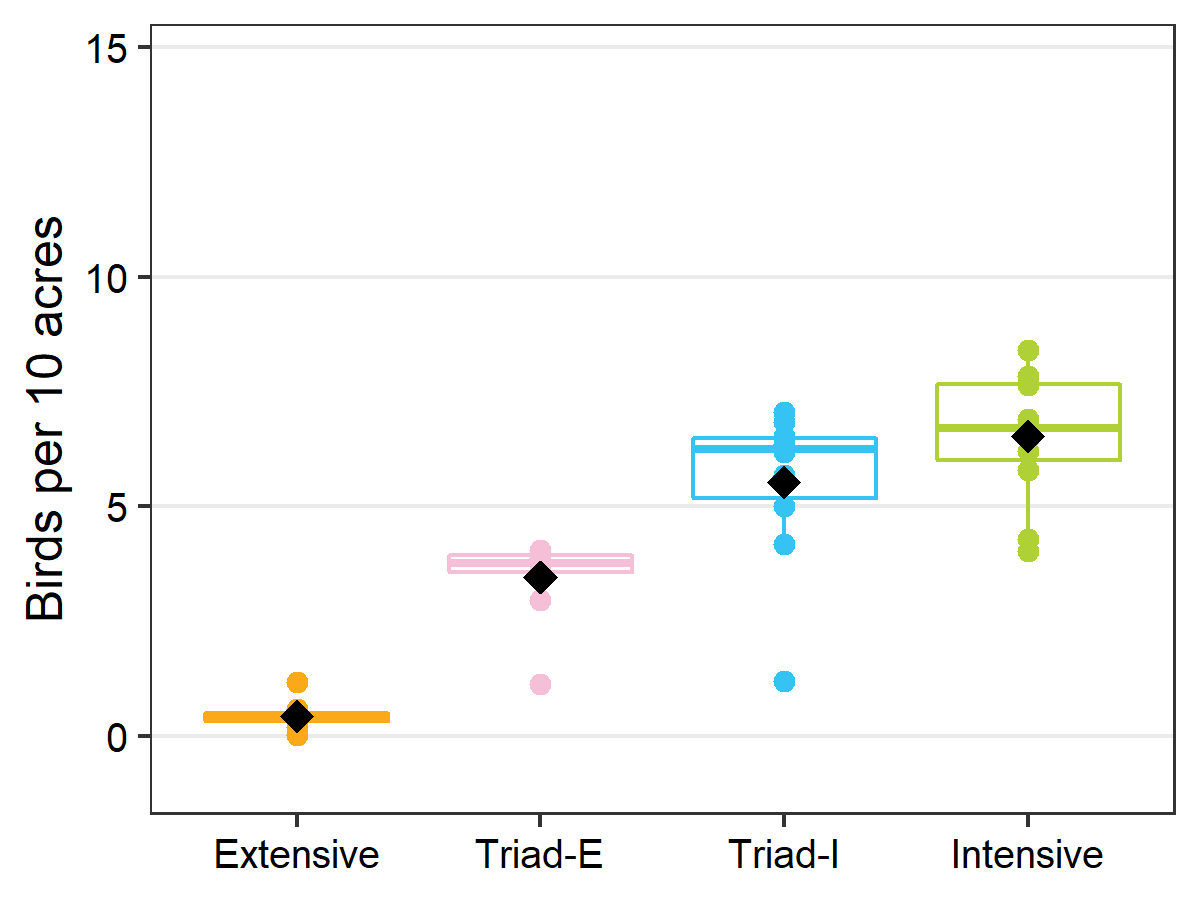 Birds per 10 acres
15
10
5
0
Extensive
Triad-E
Triad-I
Intensive